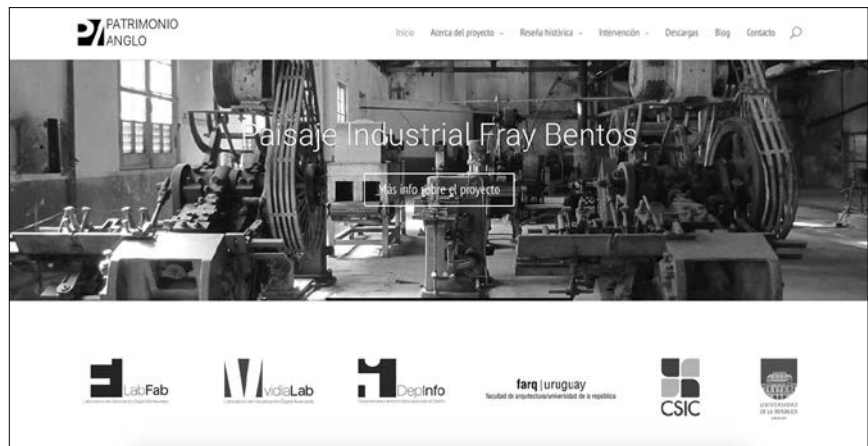 PATRIMONIO
ANGLO
Inicio Acerca del proyecto Reseña histórica Intervención Descargas Blog Contacto
Paisaje Industrial Fray Bentos
Más info sobre el proyecto
LabFab
vidiaLab
DepInfo
farq|uruguay
facultad de arquitectura/universidad de la república
CSIC
UNIVERSIDAD
DE LA REPÚBLICA